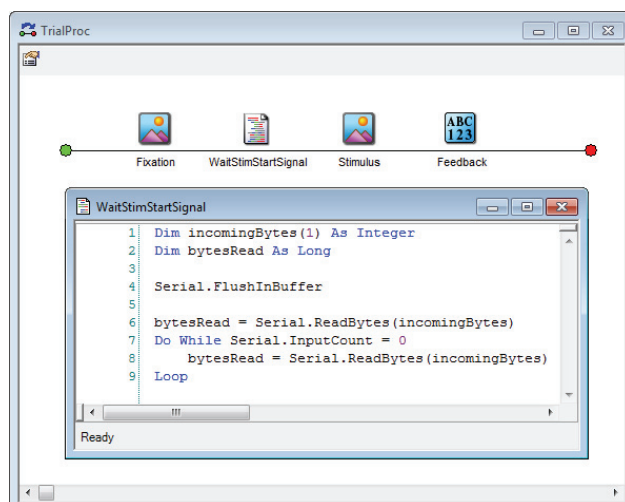 TrialProc
ABC
123
Fixation WaitStimStartSignal Stimulus Feedback
WaitStimStartSignal
1 Dim incomingBytes(1) As Integer
2 Dim bytesRead As Long
3
4 Serial.FlushInBuffer
5
6 bytesRead = Serial.ReadBytes(incomingBytes)
7 Do While Serial.InputCount = 0
8 bytesRead = Serial.ReadBytes(incomingBytes)
9 Loop
Ready